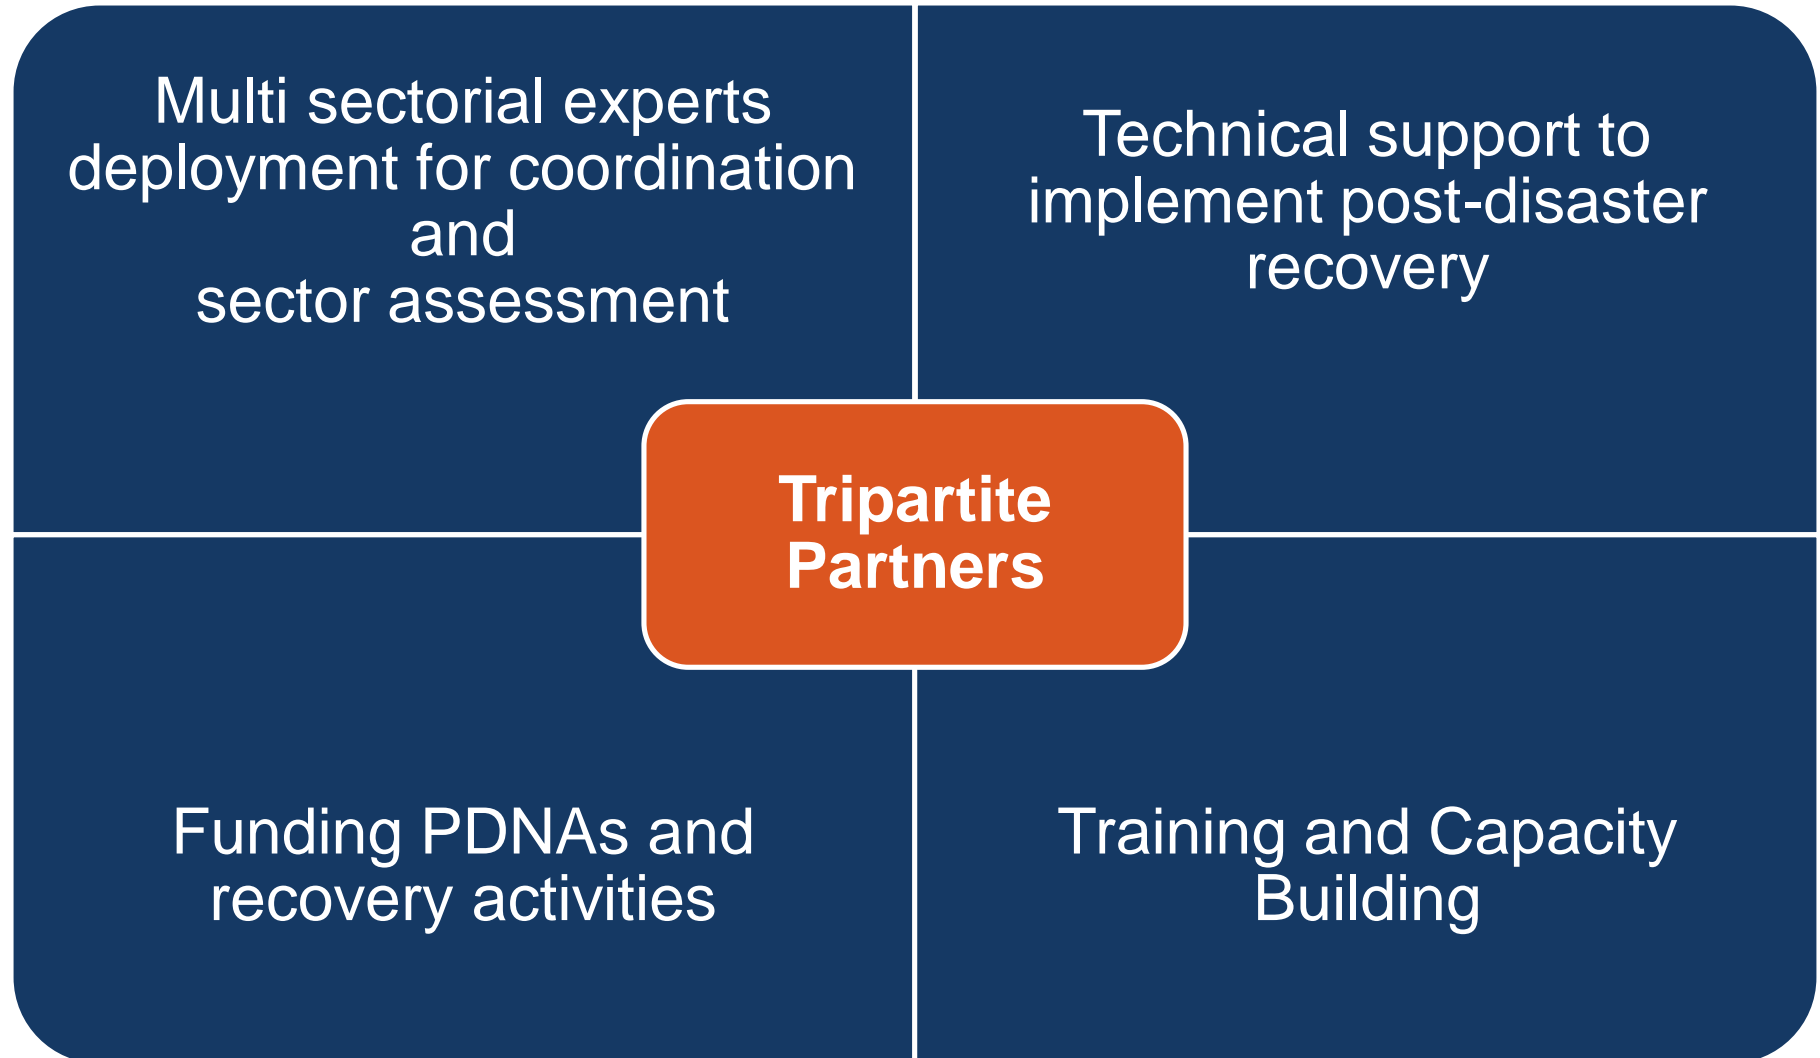 Multi sectorial experts
deployment for coordination
and
sector assessment
Technical support to
implement post-disaster
recovery
Tripartite
Partners
Funding PDNAs and
recovery activities
Training and Capacity
Building